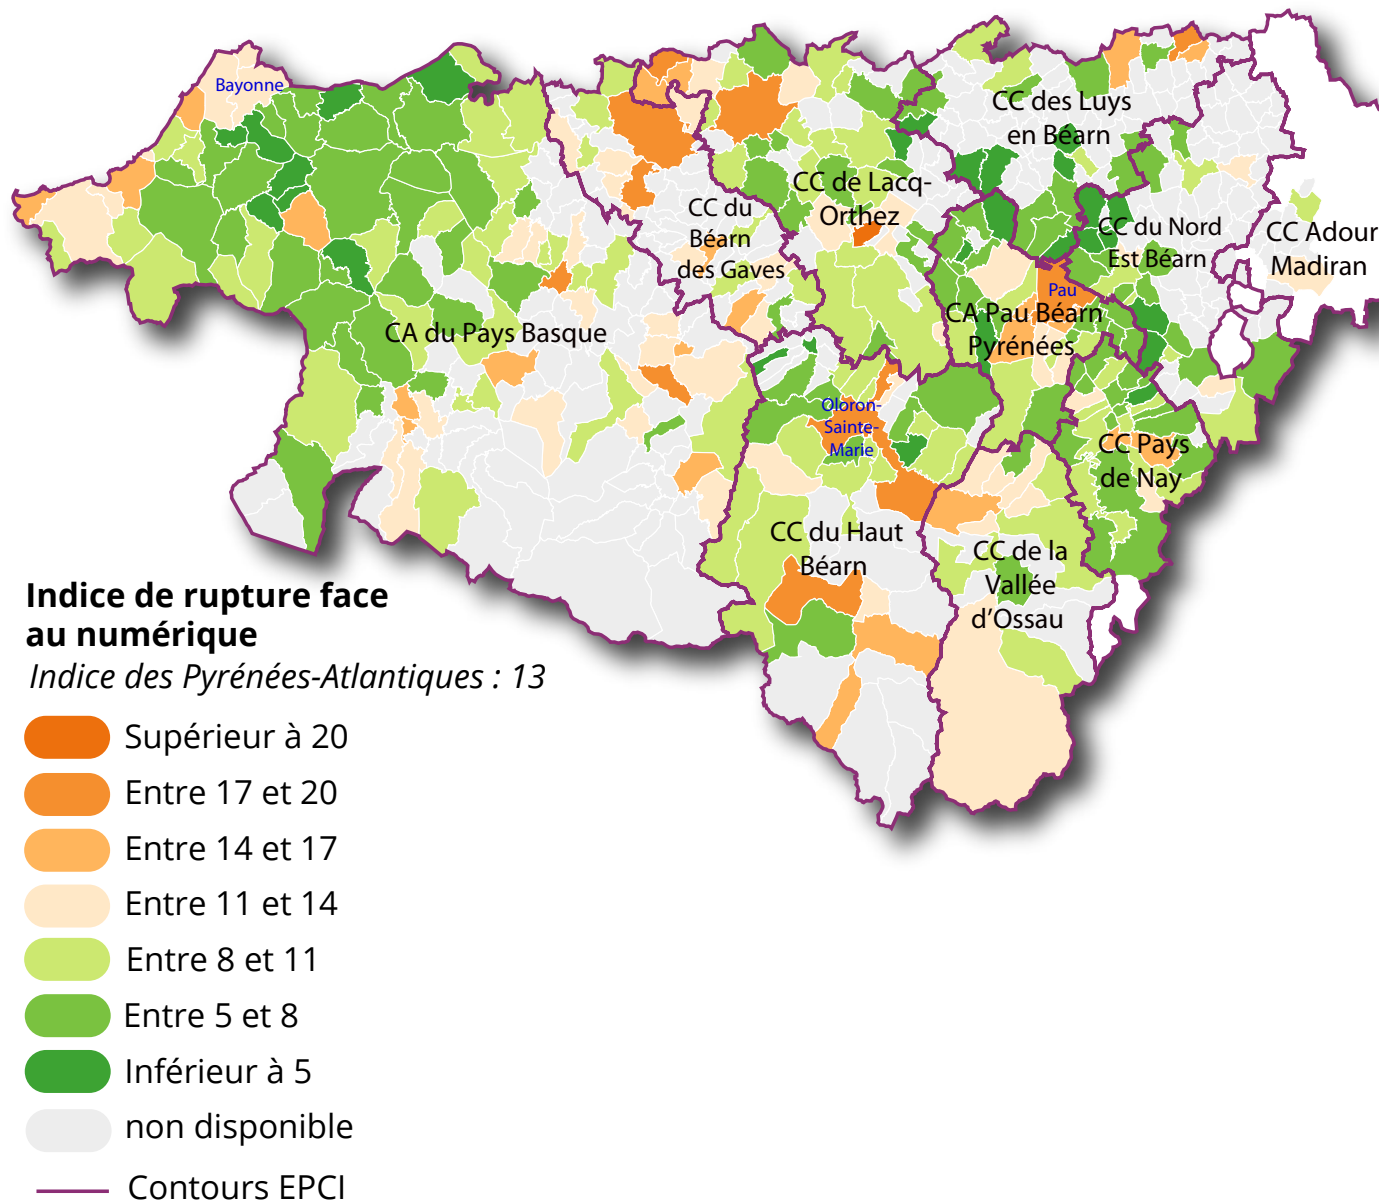 Bayonne
CC des Luys
en Béarn
CC de Lacq-
Orthez
CC du
Béarn
des Gaves
CC du Nord
Est Béarn
CC Adour
Madiran
Pau
CA Pau Béarn
Pyrénées
CA du Pays Basque
Oloron-
Sainte-
Marie
CC Pays
de Nay
CC du Haut
Béarn
CC de la
Vallée
d'Ossau
Indice de rupture face
au numérique
Indice des Pyrénées-Atlantiques : 13
Supérieur à 20
Entre 17 et 20
Entre 14 et 17
Entre 11 et 14
Entre 8 et 11
Entre 5 et 8
Inférieur à 5
non disponible
Contours EPCI